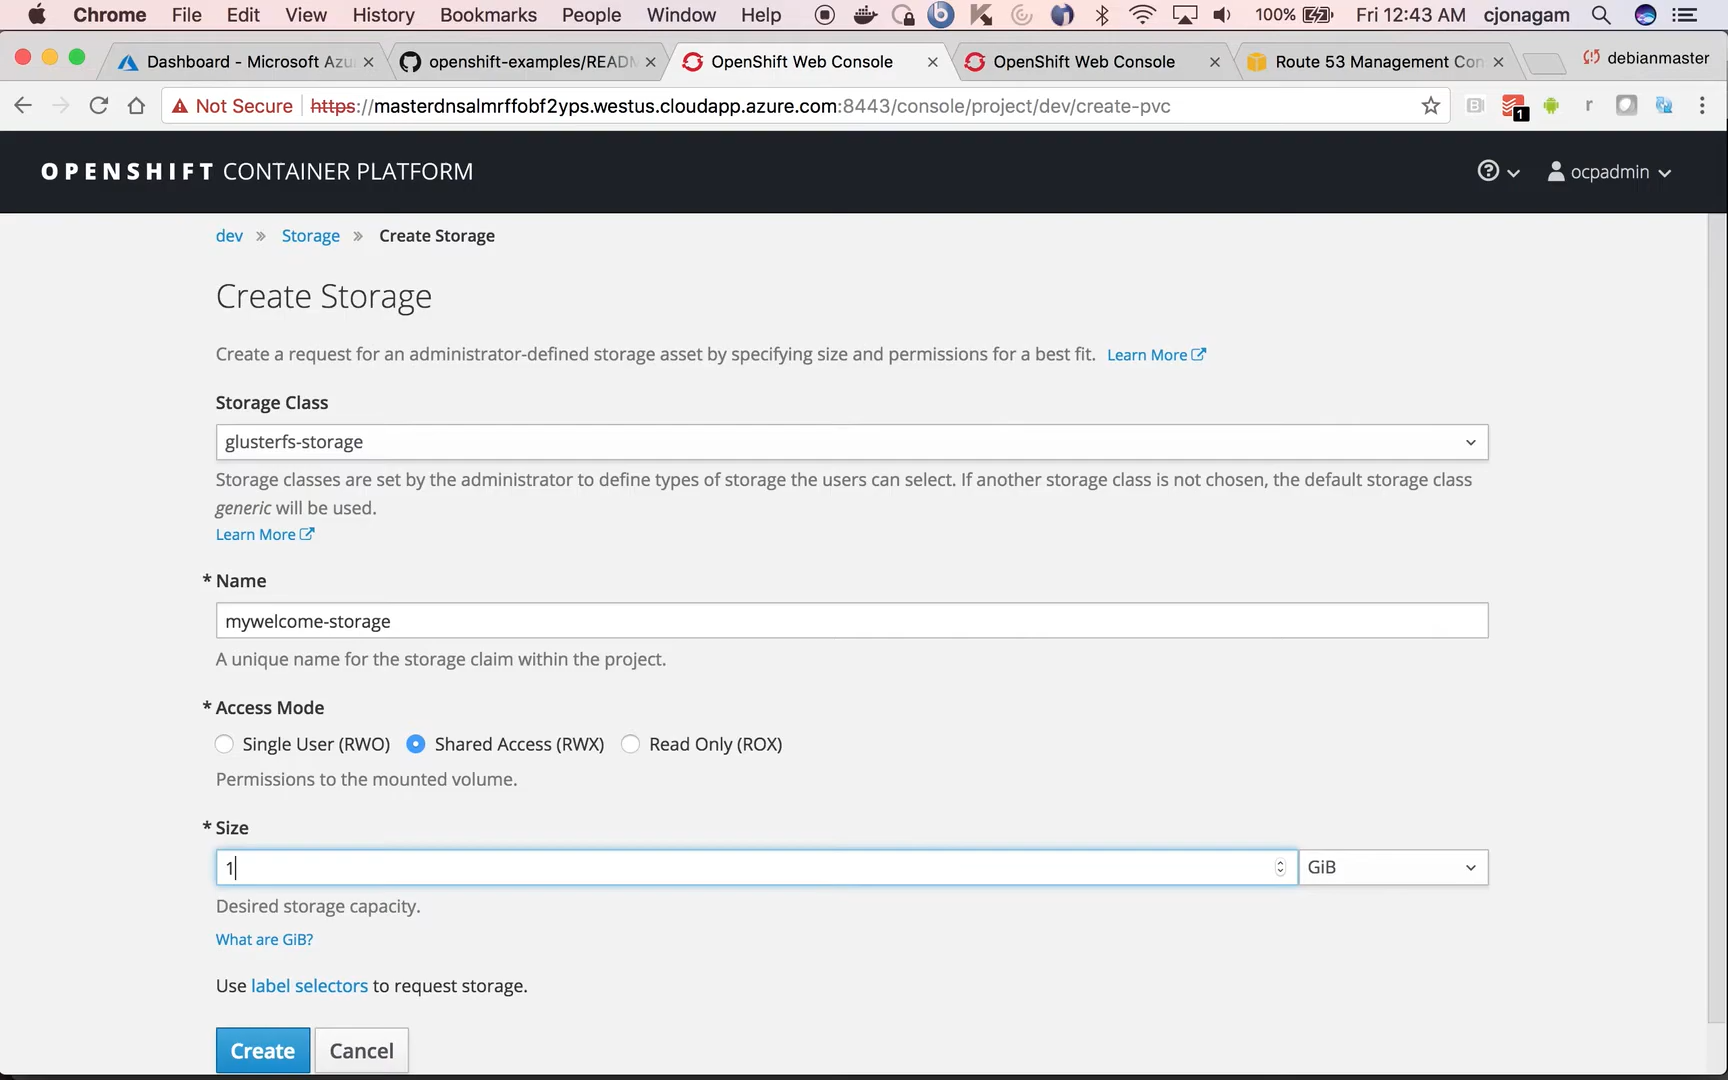 Chrome File Edit View History Bookmarks People Window Help 100% Fri 12:43 AM cjonagam
Dashboard - Microsoft Azu
openshift-examples/READM
OpenShift Web Console
OpenShift Web Console
Route 53 Management Con
debianmaster
Not Secure https://masterdnsalmrffobf2yps.westus.cloudapp.azure.com:8443/console/project/dev/create-pvc
1
OPENSHIFT CONTAINER PLATFORM
ocpadmin
dev » Storage » Create Storage
Create Storage
Create a request for an administrator-defined storage asset by specifying size and permissions for a best fit. Learn More
Storage Class
glusterfs-storage
Storage classes are set by the administrator to define types of storage the users can select. If another storage class is not chosen, the default storage class
generic will be used.
Learn More
* Name
mywelcome-storage
A unique name for the storage claim within the project.
* Access Mode
Single User (RWO) Shared Access (RWX) Read Only (ROX)
Permissions to the mounted volume.
* Size
1 GiB
Desired storage capacity.
What are GiB?
Use label selectors to request storage.
Create Cancel